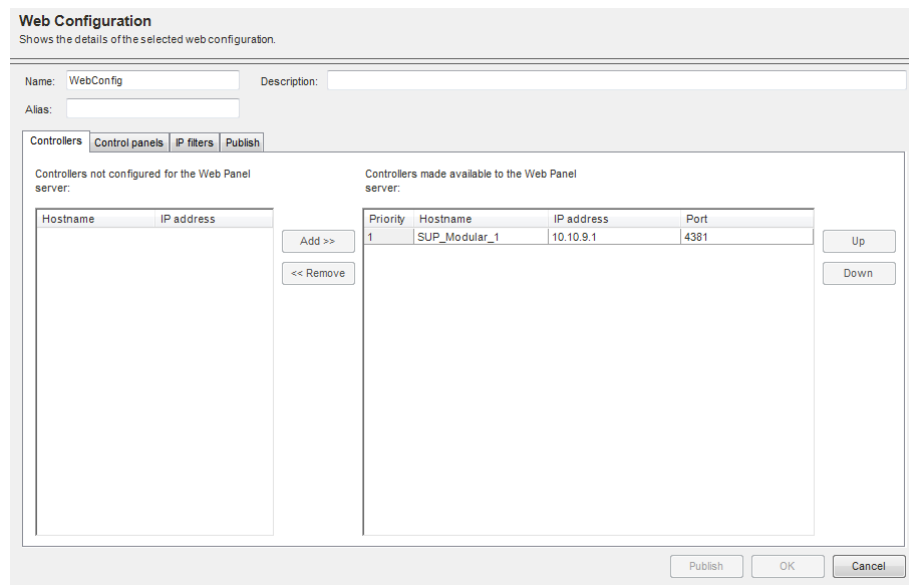 Web Configuration
Shows the details of the selected web configuration.
Name: WebConfig Description:
Alias:
Controllers Control panels IP filters Publish
Controllers not configured for the Web Panel
server:
Controllers made available to the Web Panel
server:
Hostname IP address
Priority Hostname IP address Port
1 SUP_Modular_1 10.10.9.1 4381
Add >>
<< Remove
Up
Down
Publish OK Cancel